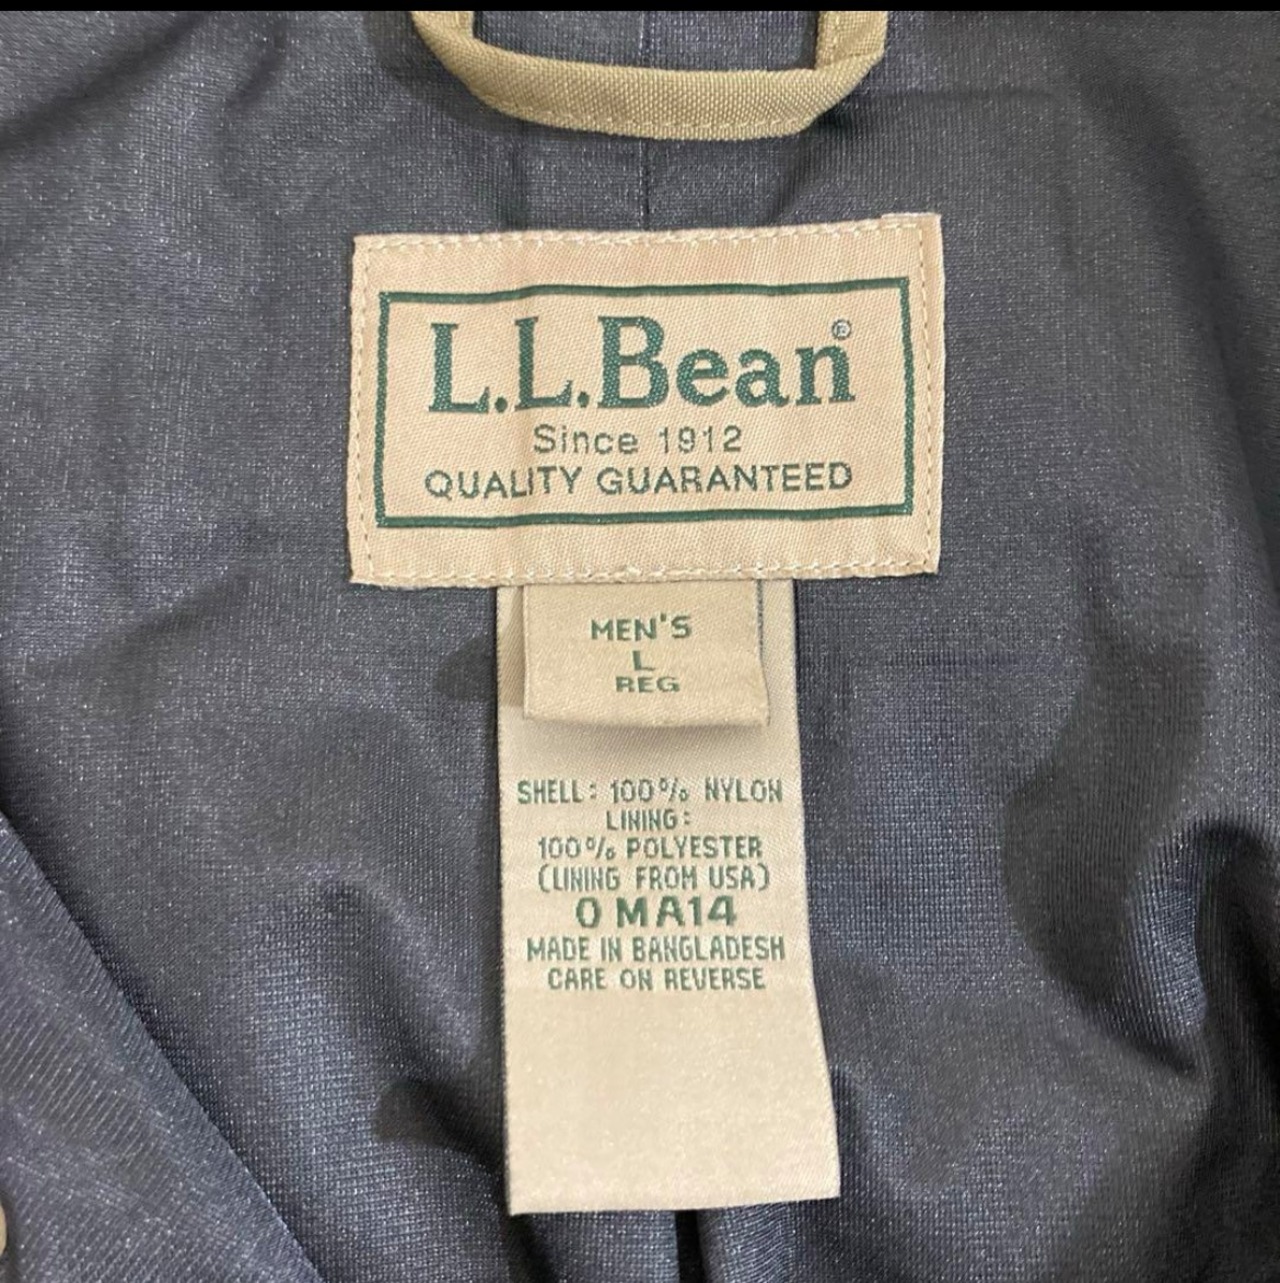 L.L.Bean®
Since 1912
QUALITY GUARANTEED
MEN'S
L
REG
SHELL: 100% NYLON
LINING:
100% POLYESTER
(LINING FROM USA)
0 MA14
MADE IN BANGLADESH
CARE ON REVERSE